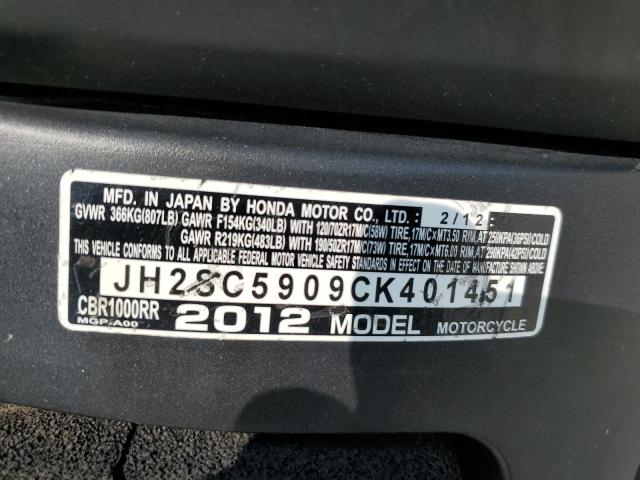 MFD. IN JAPAN BY HONDA MOTOR CO., LTD. 2/12
GVWR 366KG(807LB) GAWR F154KG(340LB) WITH 120/70ZR17M/C(58W) TIRE,17M/C×MT3.50 RIM,AT 250KPA(36PSI)COLD
GAWR R219KG(483LB) WITH 190/50ZR17M/C(73W) TIRE,17M/C×MT6.00 RIM,AT 290KPA(42PSI)COLD
THIS VEHICLE CONFORMS TO ALL APPLICABLE FEDERAL MOTOR VEHICLE SAFETY STANDARDS IN EFFECT ON THE DATE OF MANUFACTURE SHOWN ABOVE.
JH2SC5909CK401451
CBR1000RR 2012 MODEL MOTORCYCLE
MGP-A00